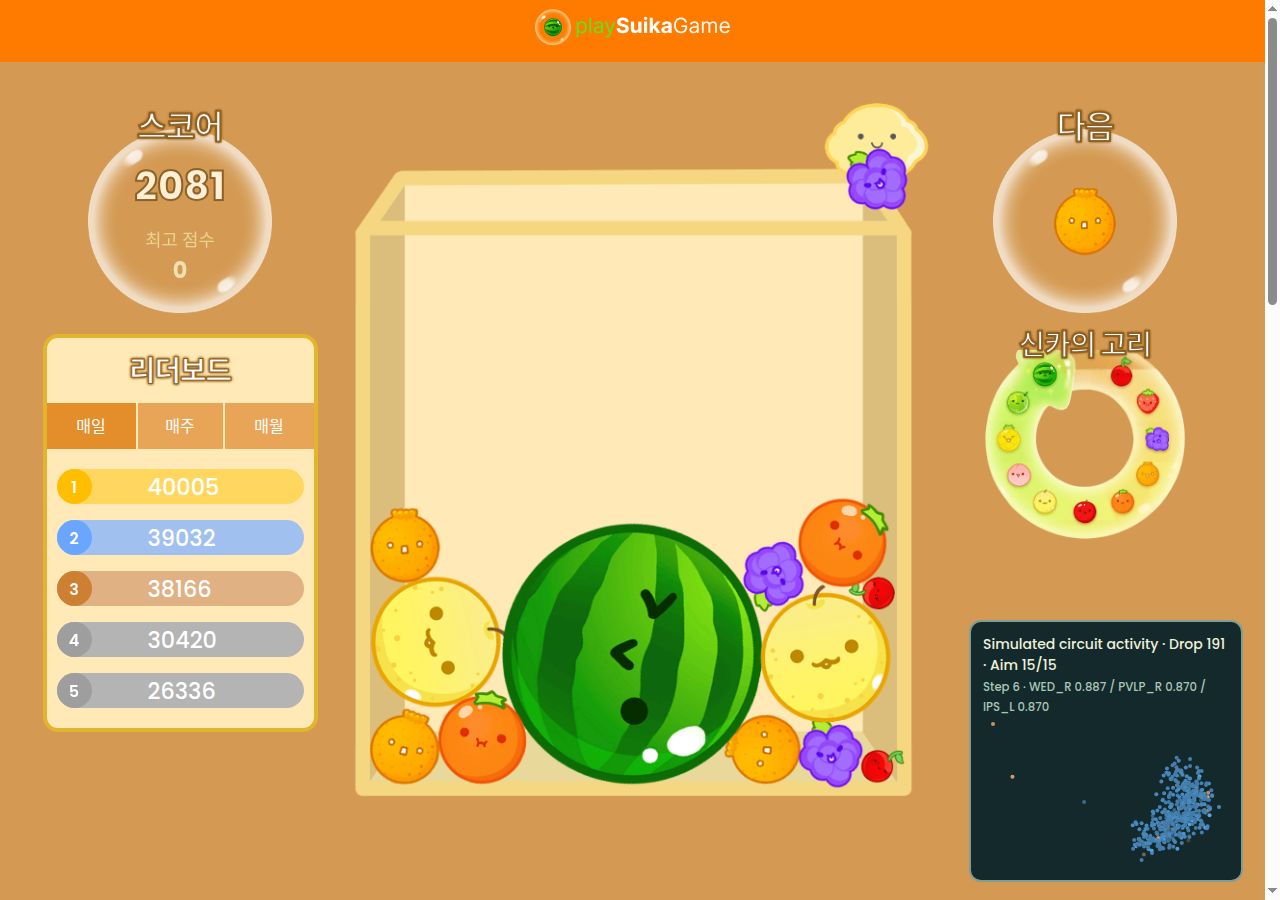 playSuikaGame
스코어
2081
최고 점수
0
다음
리더보드
매일 매주 매월
1 40005
2 39032
3 38166
4 30420
5 26336
신카의 고리
Simulated circuit activity · Drop 191
· Aim 15/15
Step 6 · WED_R 0.887 / PVLP_R 0.870 /
IPS_L 0.870